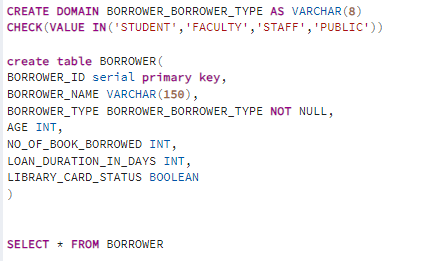 CREATE DOMAIN BORROWER_BORROWER_TYPE AS VARCHAR(8)
CHECK(VALUE IN('STUDENT','FACULTY','STAFF','PUBLIC'))
create table BORROWER(
BORROWER_ID serial primary key,
BORROWER_NAME VARCHAR(150),
BORROWER_TYPE BORROWER_BORROWER_TYPE NOT NULL,
AGE INT,
NO_OF_BOOK_BORROWED INT,
LOAN_DURATION_IN_DAYS INT,
LIBRARY_CARD_STATUS BOOLEAN
)
SELECT * FROM BORROWER